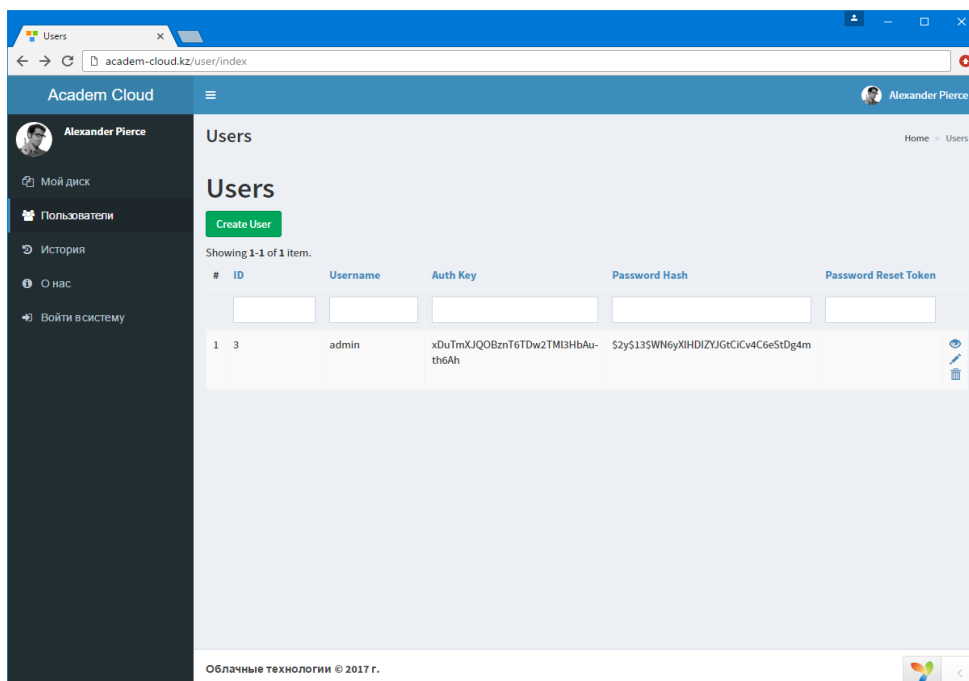 Users
academ-cloud.kz/user/index
Academ Cloud
Alexander Pierce
Alexander Pierce
Users
Home > Users
Мой диск
Пользователи
История
О нас
Войти в систему
Users
Create User
Showing 1-1 of 1 item.
# ID Username Auth Key Password Hash Password Reset Token
1 3 admin xDuTmXJQOBznT6TDw2TMl3HbAu- $2y$13$WN6yXlHDlZYJGtCiCv4C6eStDg4m
th6Ah
Облачные технологии © 2017 г.